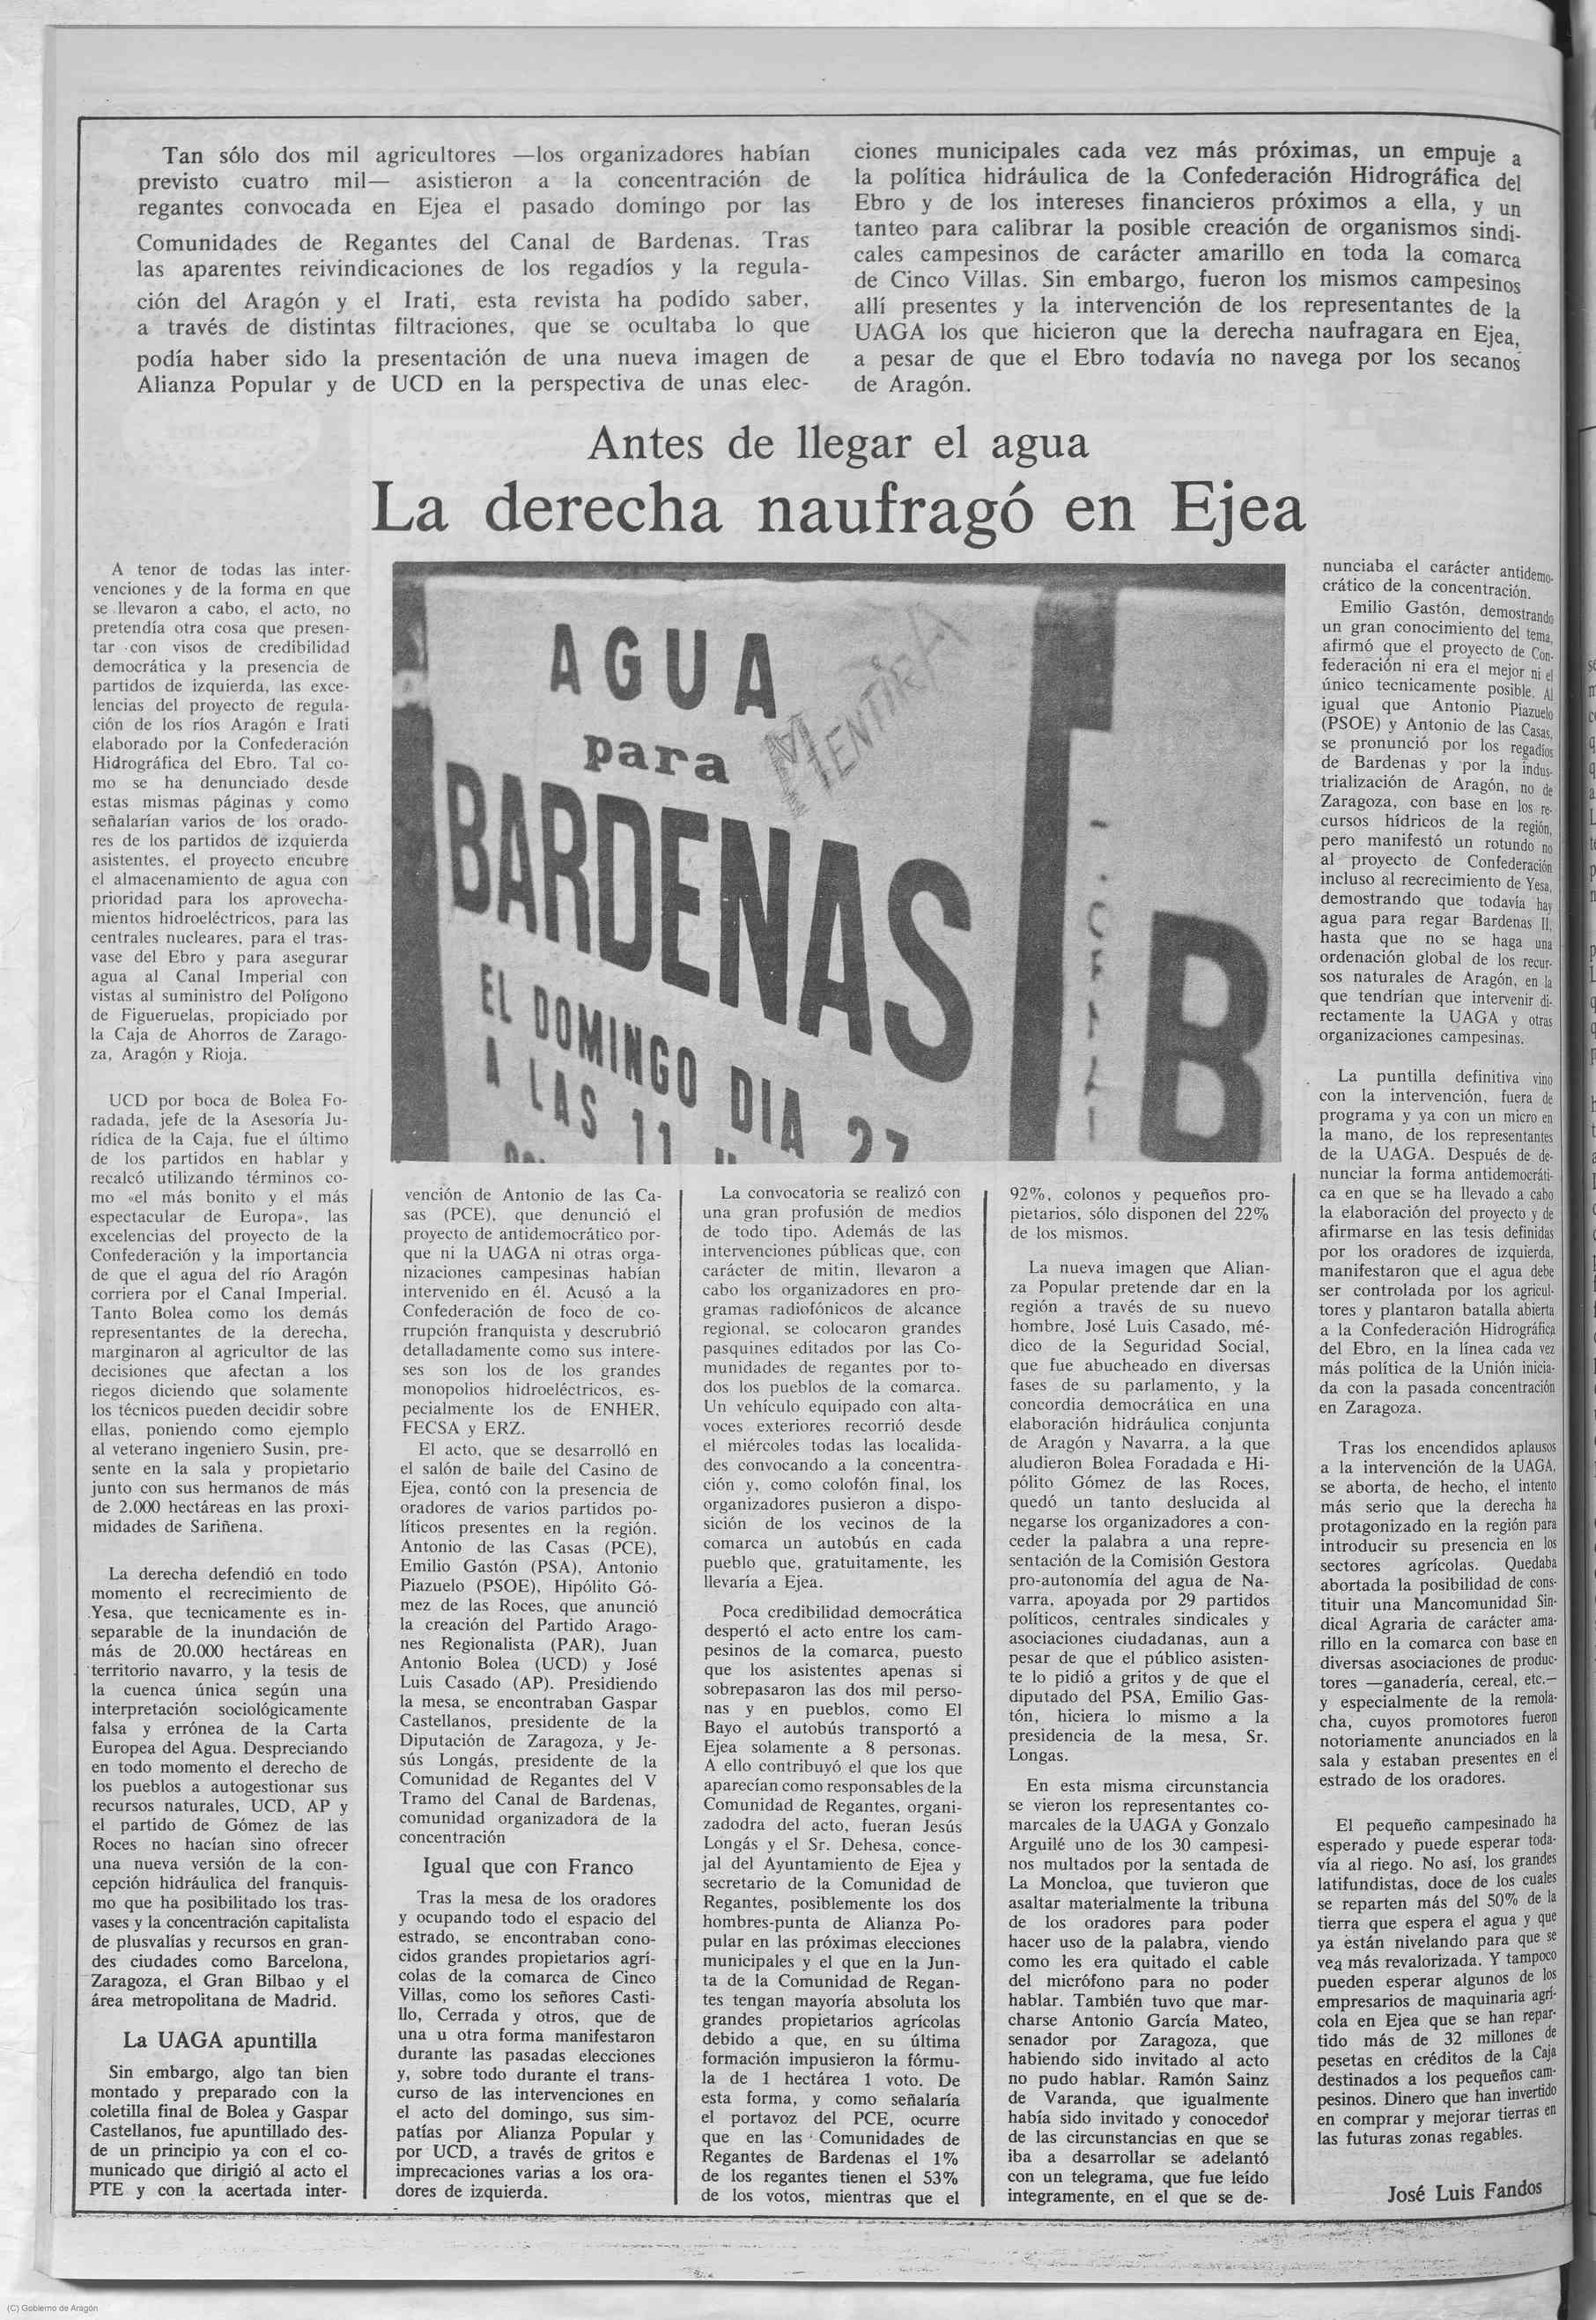 Tan sólo dos mil agricultores —los organizadores habían
previsto cuatro mil— asistieron a la concentración de
regantes convocada en Ejea el pasado domingo por las
Comunidades de Regantes del Canal de Bardenas. Tras
las aparentes reivindicaciones de los regadíos y la regula-
ción del Aragón y el Irati, esta revista ha podido saber,
a través de distintas filtraciones, que se ocultaba lo que
podía haber sido la presentación de una nueva imagen de
Alianza Popular y de UCD en la perspectiva de unas elec-
ciones municipales cada vez más próximas, un empuje a
la política hidráulica de la Confederación Hidrográfica del
Ebro y de los intereses financieros próximos a ella, y un
tanteo para calibrar la posible creación de organismos sindi-
cales campesinos de carácter amarillo en toda la comarca
de Cinco Villas. Sin embargo, fueron los mismos campesinos
allí presentes y la intervención de los representantes de la
UAGA los que hicieron que la derecha naufragara en Ejea,
a pesar de que el Ebro todavía no navega por los secanos
de Aragón.
Antes de llegar el agua
La derecha naufragó en Ejea
A tenor de todas las inter-
venciones y de la forma en que
se llevaron a cabo, el acto, no
pretendía otra cosa que presen-
tar con visos de credibilidad
democrática y la presencia de
partidos de izquierda, las exce-
lencias del proyecto de regula-
ción de los ríos Aragón e Irati
elaborado por la Confederación
Hidrográfica del Ebro. Tal co-
mo se ha denunciado desde
estas mismas páginas y como
señalarían varios de los orado-
res de los partidos de izquierda
asistentes, el proyecto encubre
el almacenamiento de agua con
prioridad para los aprovecha-
mientos hidroeléctricos, para las
centrales nucleares, para el tras-
vase del Ebro y para asegurar
agua al Canal Imperial con
vistas al suministro del Polígono
de Figueruelas, propiciado por
la Caja de Ahorros de Zarago-
za, Aragón y Rioja.
UCD por boca de Bolea Fo-
radada, jefe de la Asesoría Ju-
rídica de la Caja, fue el último
de los partidos en hablar y
recalcó utilizando términos co-
mo «el más bonito y el más
espectacular de Europa», las
excelencias del proyecto de la
Confederación y la importancia
de que el agua del río Aragón
corriera por el Canal Imperial.
Tanto Bolea como los demás
representantes de la derecha,
marginaron al agricultor de las
decisiones que afectan a los
riegos diciendo que solamente
los técnicos pueden decidir sobre
ellas, poniendo como ejemplo
al veterano ingeniero Susin, pre-
sente en la sala y propietario
junto con sus hermanos de más
de 2.000 hectáreas en las proxi-
midades de Sariñena.
La derecha defendió en todo
momento el recrecimiento de
Yesa, que tecnicamente es in-
separable de la inundación de
más de 20.000 hectáreas en
territorio navarro, y la tesis de
la cuenca única según una
interpretación sociológicamente
falsa y errónea de la Carta
Europea del Agua. Despreciando
en todo momento el derecho de
los pueblos a autogestionar sus
recursos naturales, UCD, AP y
el partido de Gómez de las
Roces no hacían sino ofrecer
una nueva versión de la con-
cepción hidráulica del franquis-
mo que ha posibilitado los tras-
vases y la concentración capitalista
de plusvalías y recursos en gran-
des ciudades como Barcelona,
Zaragoza, el Gran Bilbao y el
área metropolitana de Madrid.
La UAGA apuntilla
Sin embargo, algo tan bien
montado y preparado con la
coletilla final de Bolea y Gaspar
Castellanos, fue apuntillado des-
de un principio ya con el co-
municado que dirigió al acto el
PTE y con la acertada inter-
AGUA
para
MENTIRA
BARDENAS
EL DOMINGO DIA 27
A LAS 11
B
vención de Antonio de las Ca-
sas (PCE), que denunció el
proyecto de antidemocrático por-
que ni la UAGA ni otras orga-
nizaciones campesinas habían
intervenido en él. Acusó a la
Confederación de foco de co-
rrupción franquista y descrubrió
detalladamente como sus intere-
ses son los de los grandes
monopolios hidroeléctricos, es-
pecialmente los de ENHER,
FECSA y ERZ.
El acto, que se desarrolló en
el salón de baile del Casino de
Ejea, contó con la presencia de
oradores de varios partidos po-
líticos presentes en la región.
Antonio de las Casas (PCE),
Emilio Gastón (PSA), Antonio
Piazuelo (PSOE), Hipólito Gó-
mez de las Roces, que anunció
la creación del Partido Arago-
nes Regionalista (PAR), Juan
Antonio Bolea (UCD) y José
Luis Casado (AP). Presidiendo
la mesa, se encontraban Gaspar
Castellanos, presidente de la
Diputación de Zaragoza, y Je-
sús Longás, presidente de la
Comunidad de Regantes del V
Tramo del Canal de Bardenas,
comunidad organizadora de la
concentración
Igual que con Franco
Tras la mesa de los oradores
y ocupando todo el espacio del
estrado, se encontraban cono-
cidos grandes propietarios agrí-
colas de la comarca de Cinco
Villas, como los señores Casti-
llo, Cerrada y otros, que de
una u otra forma manifestaron
durante las pasadas elecciones
y, sobre todo durante el trans-
curso de las intervenciones en
el acto del domingo, sus sim-
patías por Alianza Popular y
por UCD, a través de gritos e
imprecaciones varias a los ora-
dores de izquierda.
La convocatoria se realizó con
una gran profusión de medios
de todo tipo. Además de las
intervenciones públicas que, con
carácter de mitin, llevaron a
cabo los organizadores en pro-
gramas radiofónicos de alcance
regional, se colocaron grandes
pasquines editados por las Co-
munidades de regantes por to-
dos los pueblos de la comarca.
Un vehículo equipado con alta-
voces exteriores recorrió desde
el miércoles todas las localida-
des convocando a la concentra-
ción y, como colofón final, los
organizadores pusieron a dispo-
sición de los vecinos de la
comarca un autobús en cada
pueblo que, gratuitamente, les
llevaría a Ejea.
Poca credibilidad democrática
despertó el acto entre los cam-
pesinos de la comarca, puesto
que los asistentes apenas si
sobrepasaron las dos mil perso-
nas y en pueblos, como El
Bayo el autobús transportó a
Ejea solamente a 8 personas.
A ello contribuyó el que los que
aparecían como responsables de la
Comunidad de Regantes, organi-
zadodra del acto, fueran Jesús
Longás y el Sr. Dehesa, conce-
jal del Ayuntamiento de Ejea y
secretario de la Comunidad de
Regantes, posiblemente los dos
hombres-punta de Alianza Po-
pular en las próximas elecciones
municipales y el que en la Jun-
ta de la Comunidad de Regan-
tes tengan mayoría absoluta los
grandes propietarios agrícolas
debido a que, en su última
formación impusieron la fórmu-
la de 1 hectárea 1 voto. De
esta forma, y como señalaría
el portavoz del PCE, ocurre
que en las Comunidades de
Regantes de Bardenas el 1%
de los regantes tienen el 53%
de los votos, mientras que el
92%, colonos y pequeños pro-
pietarios, sólo disponen del 22%
de los mismos.
La nueva imagen que Alian-
za Popular pretende dar en la
región a través de su nuevo
hombre, José Luis Casado, mé-
dico de la Seguridad Social,
que fue abucheado en diversas
fases de su parlamento, y la
concordia democrática en una
elaboración hidráulica conjunta
de Aragón y Navarra, a la que
aludieron Bolea Foradada e Hi-
pólito Gómez de las Roces,
quedó un tanto deslucida al
negarse los organizadores a con-
ceder la palabra a una repre-
sentación de la Comisión Gestora
pro-autonomía del agua de Na-
varra, apoyada por 29 partidos
políticos, centrales sindicales y
asociaciones ciudadanas, aun a
pesar de que el público asisten-
te lo pidió a gritos y de que el
diputado del PSA, Emilio Gas-
tón, hiciera lo mismo a la
presidencia de la mesa, Sr.
Longas.
En esta misma circunstancia
se vieron los representantes co-
marcales de la UAGA y Gonzalo
Arguilé uno de los 30 campesi-
nos multados por la sentada de
La Moncloa, que tuvieron que
asaltar materialmente la tribuna
de los oradores para poder
hacer uso de la palabra, viendo
como les era quitado el cable
del micrófono para no poder
hablar. También tuvo que mar-
charse Antonio García Mateo,
senador por Zaragoza, que
habiendo sido invitado al acto
no pudo hablar. Ramón Sainz
de Varanda, que igualmente
había sido invitado y conocedor
de las circunstancias en que se
iba a desarrollar se adelantó
con un telegrama, que fue leído
integramente, en el que se de-
nunciaba el carácter antidemo-
crático de la concentración.
Emilio Gastón, demostrando
un gran conocimiento del tema,
afirmó que el proyecto de Con-
federación ni era el mejor ni el
único tecnicamente posible. Al
igual que Antonio Piazuelo
(PSOE) y Antonio de las Casas,
se pronunció por los regadíos
de Bardenas y por la indus-
trialización de Aragón, no de
Zaragoza, con base en los re-
cursos hídricos de la región,
pero manifestó un rotundo no
al proyecto de Confederación
incluso al recrecimiento de Yesa,
demostrando que todavía hay
agua para regar Bardenas II,
hasta que no se haga una
ordenación global de los recur-
sos naturales de Aragón, en la
que tendrían que intervenir di-
rectamente la UAGA y otras
organizaciones campesinas.
La puntilla definitiva vino
con la intervención, fuera de
programa y ya con un micro en
la mano, de los representantes
de la UAGA. Después de de-
nunciar la forma antidemocráti-
ca en que se ha llevado a cabo
la elaboración del proyecto y de
afirmarse en las tesis definidas
por los oradores de izquierda,
manifestaron que el agua debe
ser controlada por los agricul-
tores y plantaron batalla abierta
a la Confederación Hidrográfica
del Ebro, en la línea cada vez
más política de la Unión inicia-
da con la pasada concentración
en Zaragoza.
Tras los encendidos aplausos
a la intervención de la UAGA,
se aborta, de hecho, el intento
más serio que la derecha ha
protagonizado en la región para
introducir su presencia en los
sectores agrícolas. Quedaba
abortada la posibilidad de cons-
tituir una Mancomunidad Sin-
dical Agraria de carácter ama-
rillo en la comarca con base en
diversas asociaciones de produc-
tores —ganadería, cereal, etc.—
y especialmente de la remola-
cha, cuyos promotores fueron
notoriamente anunciados en la
sala y estaban presentes en el
estrado de los oradores.
El pequeño campesinado ha
esperado y puede esperar toda-
vía al riego. No así, los grandes
latifundistas, doce de los cuales
se reparten más del 50% de la
tierra que espera el agua y que
ya están nivelando para que se
vea más revalorizada. Y tampoco
pueden esperar algunos de los
empresarios de maquinaria agrí-
cola en Ejea que se han repar-
tido más de 32 millones de
pesetas en créditos de la Caja
destinados a los pequeños cam-
pesinos. Dinero que han invertido
en comprar y mejorar tierras en
las futuras zonas regables.
José Luis Fandos
(C) Gobierno de Aragón